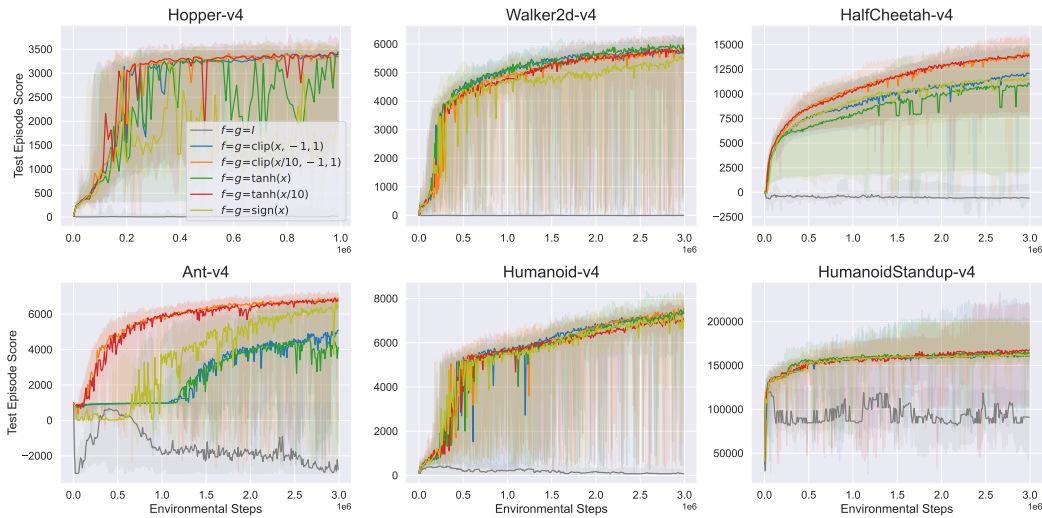 Hopper-v4
Walker2d-v4
HalfCheetah-v4
Test Episode Score
3500
3000
2500
2000
1500
1000
500
0
f=g=I
f=g=clip(x, −1, 1)
f=g=clip(x/10, −1, 1)
f=g=tanh(x)
f=g=tanh(x/10)
f=g=sign(x)
0.0 0.2 0.4 0.6 0.8 1.0
1e6
6000
5000
4000
3000
2000
1000
0
0.0 0.5 1.0 1.5 2.0 2.5 3.0
1e6
15000
12500
10000
7500
5000
2500
0
−2500
0.0 0.5 1.0 1.5 2.0 2.5 3.0
1e6
Ant-v4
Humanoid-v4
HumanoidStandup-v4
Test Episode Score
6000
4000
2000
0
−2000
0.0 0.5 1.0 1.5 2.0 2.5 3.0
Environmental Steps
1e6
8000
6000
4000
2000
0
0.0 0.5 1.0 1.5 2.0 2.5 3.0
Environmental Steps
1e6
200000
150000
100000
50000
0.0 0.5 1.0 1.5 2.0 2.5 3.0
Environmental Steps
1e6